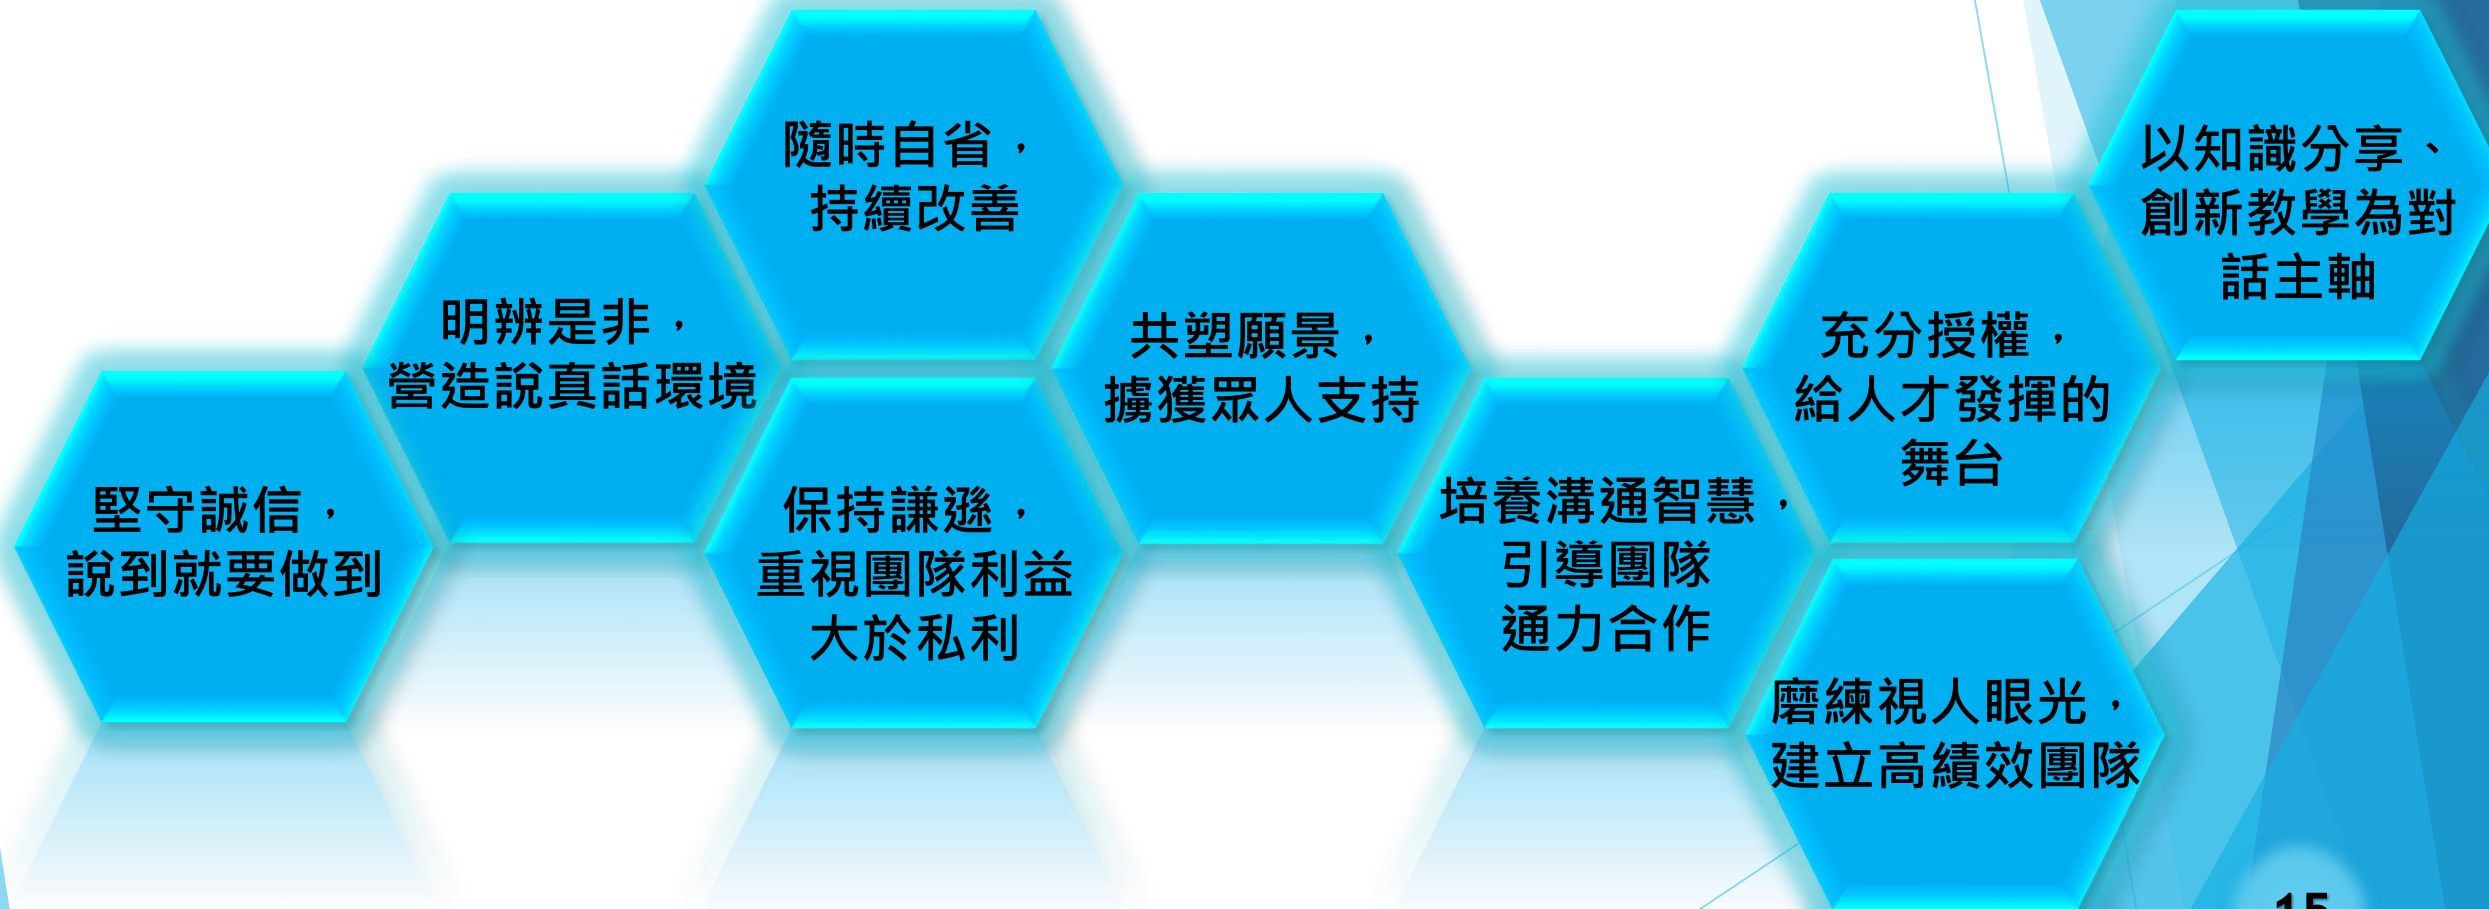 堅守誠信，
說到就要做到
明辨是非，
營造說真話環境
隨時自省，
持續改善
保持謙遜，
重視團隊利益
大於私利
共塑願景，
擄獲眾人支持
培養溝通智慧，
引導團隊
通力合作
充分授權，
給人才發揮的
舞台
磨練視人眼光，
建立高績效團隊
以知識分享、
創新教學為對
話主軸
15